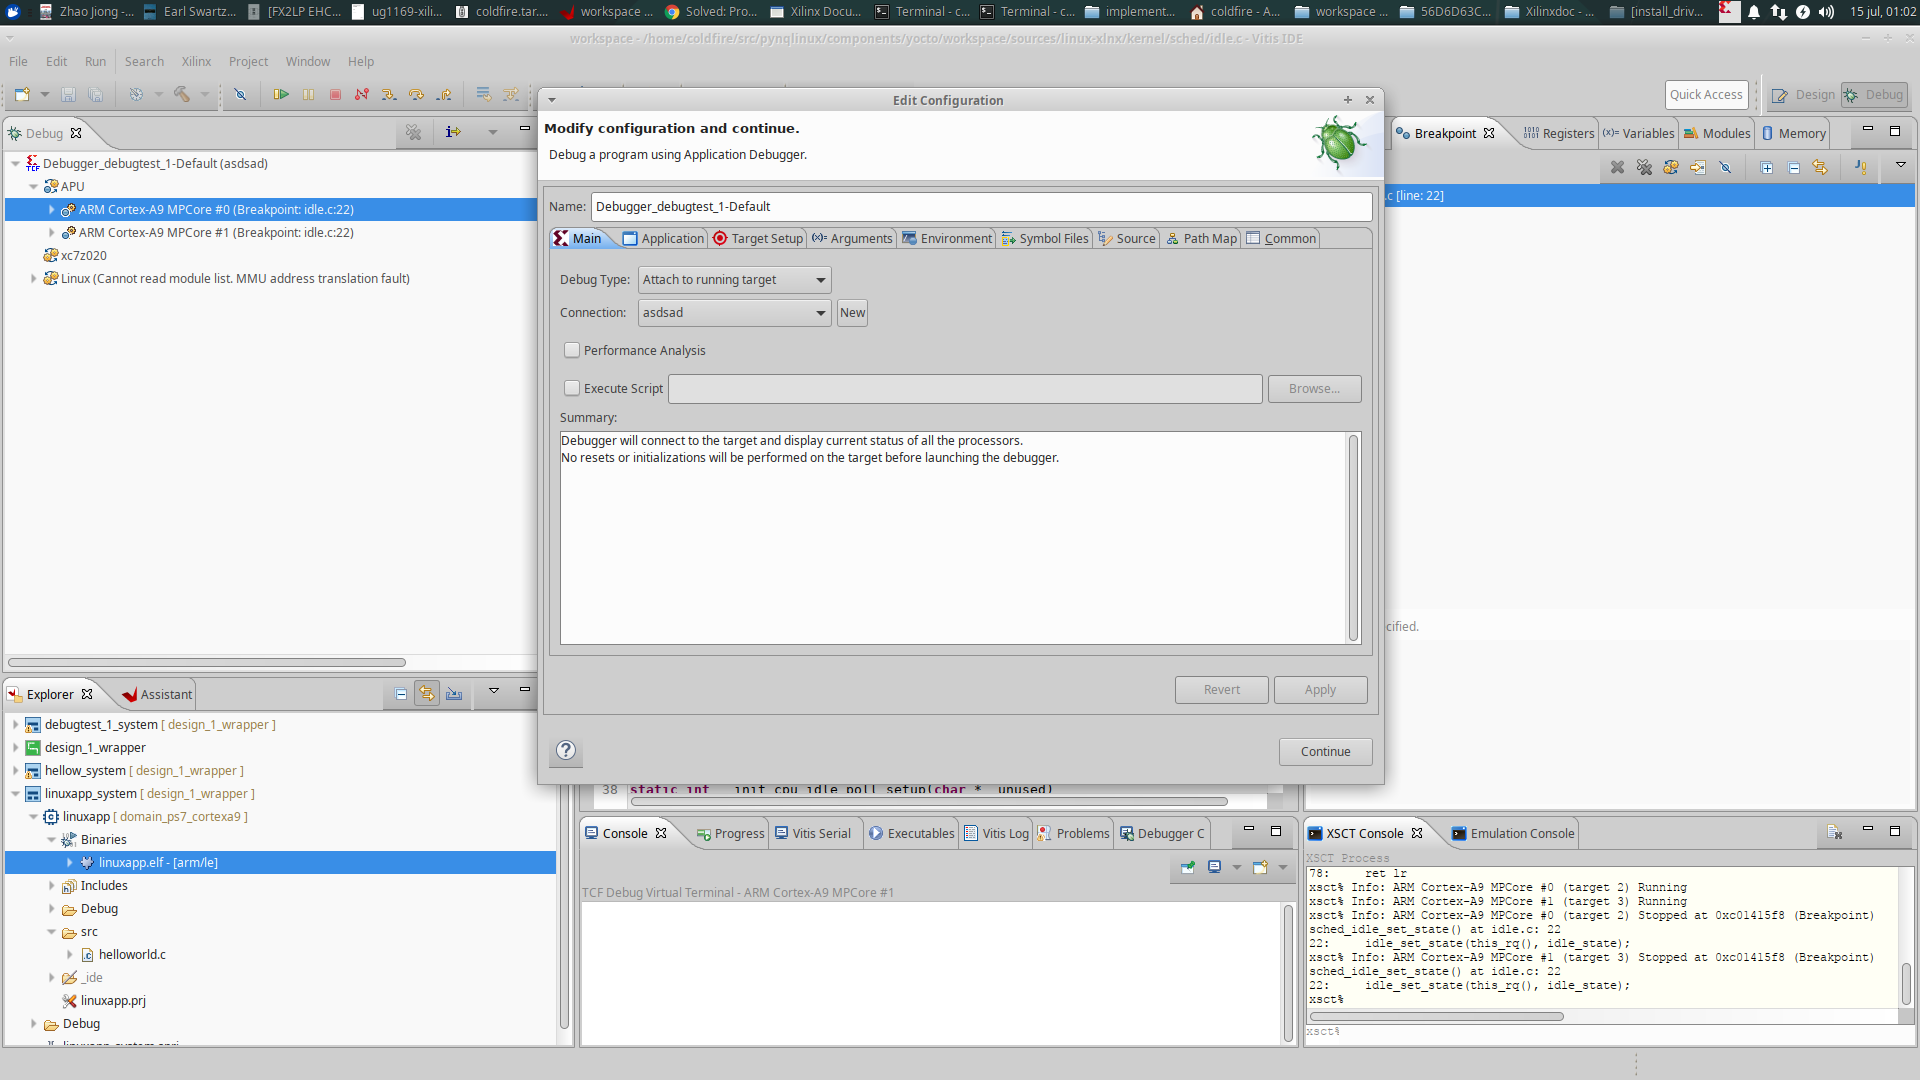 Zhao Jiong -...
Earl Swartz...
[FX2LP EHC...
ug1169-xili...
coldfire.tar....
workspace ...
Solved: Pro...
Xilinx Docu...
Terminal - c...
Terminal - c...
implement...
coldfire - A...
workspace ...
56D6D63C...
Xilinxdoc - ...
[install_driv...
15 jul, 01:02
workspace - /home/coldfire/src/pynqlinux/components/yocto/workspace/sources/linux-xlnx/kernel/sched/idle.c - Vitis IDE
File Edit Run Search Xilinx Project Window Help
Quick Access
Design
Debug
Debug
Debugger_debugtest_1-Default (asdsad)
APU
ARM Cortex-A9 MPCore #0 (Breakpoint: idle.c:22)
ARM Cortex-A9 MPCore #1 (Breakpoint: idle.c:22)
xc7z020
Linux (Cannot read module list. MMU address translation fault)
Edit Configuration
Modify configuration and continue.
Debug a program using Application Debugger.
Name: Debugger_debugtest_1-Default
Main Application Target Setup Arguments Environment Symbol Files Source Path Map Common
Debug Type: Attach to running target
Connection: asdsad New
Performance Analysis
Execute Script Browse...
Summary:
Debugger will connect to the target and display current status of all the processors.
No resets or initializations will be performed on the target before launching the debugger.
Revert Apply
Continue
Breakpoint Registers Variables Modules Memory
.c [line: 22]
cified.
Explorer Assistant
debugtest_1_system [ design_1_wrapper ]
design_1_wrapper
hellow_system [ design_1_wrapper ]
linuxapp_system [ design_1_wrapper ]
linuxapp [ domain_ps7_cortexa9 ]
Binaries
linuxapp.elf - [arm/le]
Includes
Debug
src
helloworld.c
_ide
linuxapp.prj
Debug
38 static int __init cpu_idle_poll_setup(char *__unused)
Console Progress Vitis Serial Executables Vitis Log Problems Debugger C
TCF Debug Virtual Terminal - ARM Cortex-A9 MPCore #1
XSCT Console Emulation Console
XSCT Process
78: ret lr
xsct% Info: ARM Cortex-A9 MPCore #0 (target 2) Running
xsct% Info: ARM Cortex-A9 MPCore #1 (target 3) Running
xsct% Info: ARM Cortex-A9 MPCore #0 (target 2) Stopped at 0xc01415f8 (Breakpoint)
sched_idle_set_state() at idle.c: 22
22: idle_set_state(this_rq(), idle_state);
xsct% Info: ARM Cortex-A9 MPCore #1 (target 3) Stopped at 0xc01415f8 (Breakpoint)
sched_idle_set_state() at idle.c: 22
22: idle_set_state(this_rq(), idle_state);
xsct%
xsct%